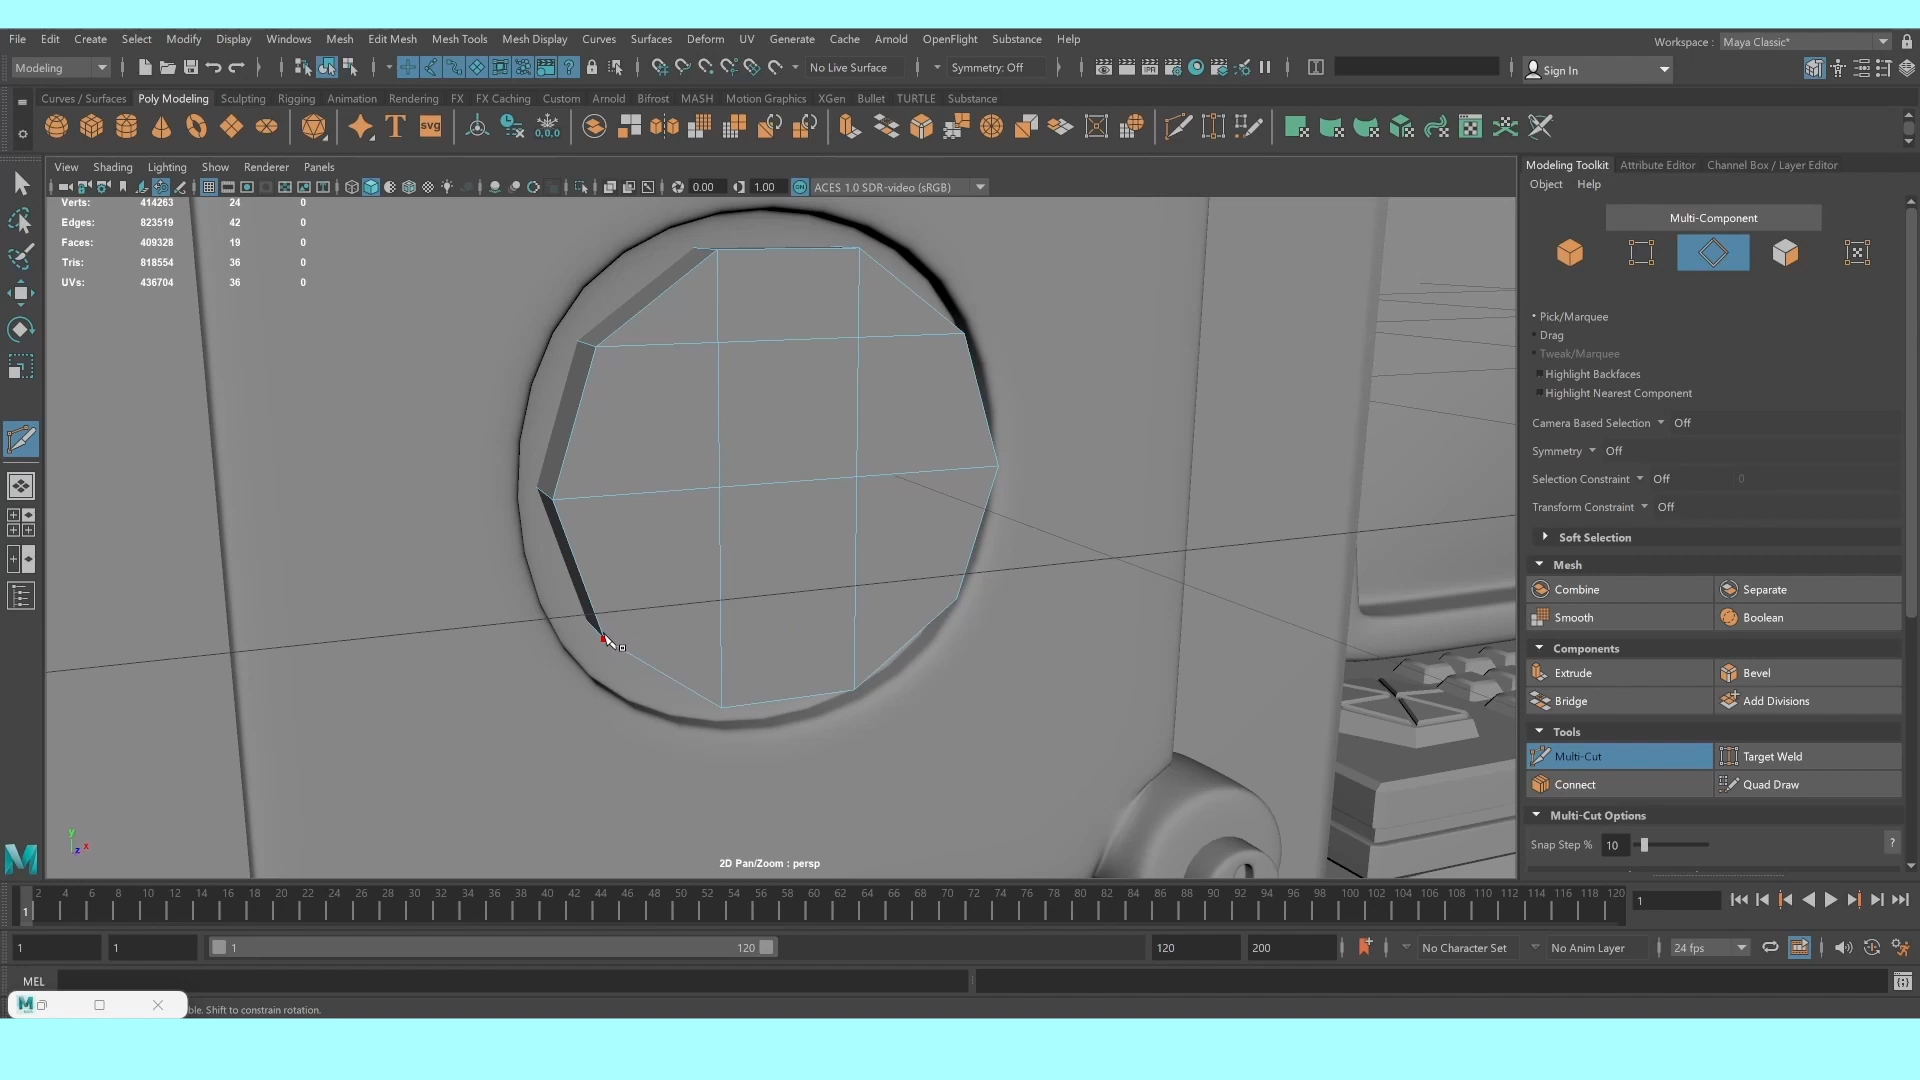 File Edit Create Select Modify Display Windows Mesh Edit Mesh Mesh Tools Mesh Display Curves Surfaces Deform UV Generate Cache Arnold OpenFlight Substance Help
Workspace : Maya Classic*
Modeling No Live Surface Symmetry: Off Sign In
Curves / Surfaces Poly Modeling Sculpting Rigging Animation Rendering FX FX Caching Custom Arnold Bifrost MASH Motion Graphics XGen Bullet TURTLE Substance
T svg 0,0,0
View Shading Lighting Show Renderer Panels
0.00 1.00 ON ACES 1.0 SDR-video (sRGB)
Verts: 414263 24 0
Edges: 823519 42 0
Faces: 409328 19 0
Tris: 818554 36 0
UVs: 436704 36 0
y
z x
2D Pan/Zoom : persp
Modeling Toolkit Attribute Editor Channel Box / Layer Editor
Object Help
Multi-Component
Pick/Marquee
Drag
Tweak/Marquee
Highlight Backfaces
Highlight Nearest Component
Camera Based Selection Off
Symmetry Off
Selection Constraint Off 0
Transform Constraint Off
Soft Selection
Mesh
Combine Separate
Smooth Boolean
Components
Extrude Bevel
Bridge Add Divisions
Tools
Multi-Cut Target Weld
Connect Quad Draw
Multi-Cut Options
Snap Step % 10 ?
2 4 6 8 10 12 14 16 18 20 22 24 26 28 30 32 34 36 38 40 42 44 46 48 50 52 54 56 58 60 62 64 66 68 70 72 74 76 78 80 82 84 86 88 90 92 94 96 98 100 102 104 106 108 110 112 114 116 118 120
1 1
1 1 1 120 120 200 No Character Set No Anim Layer 24 fps
MEL
M ble. Shift to constrain rotation.